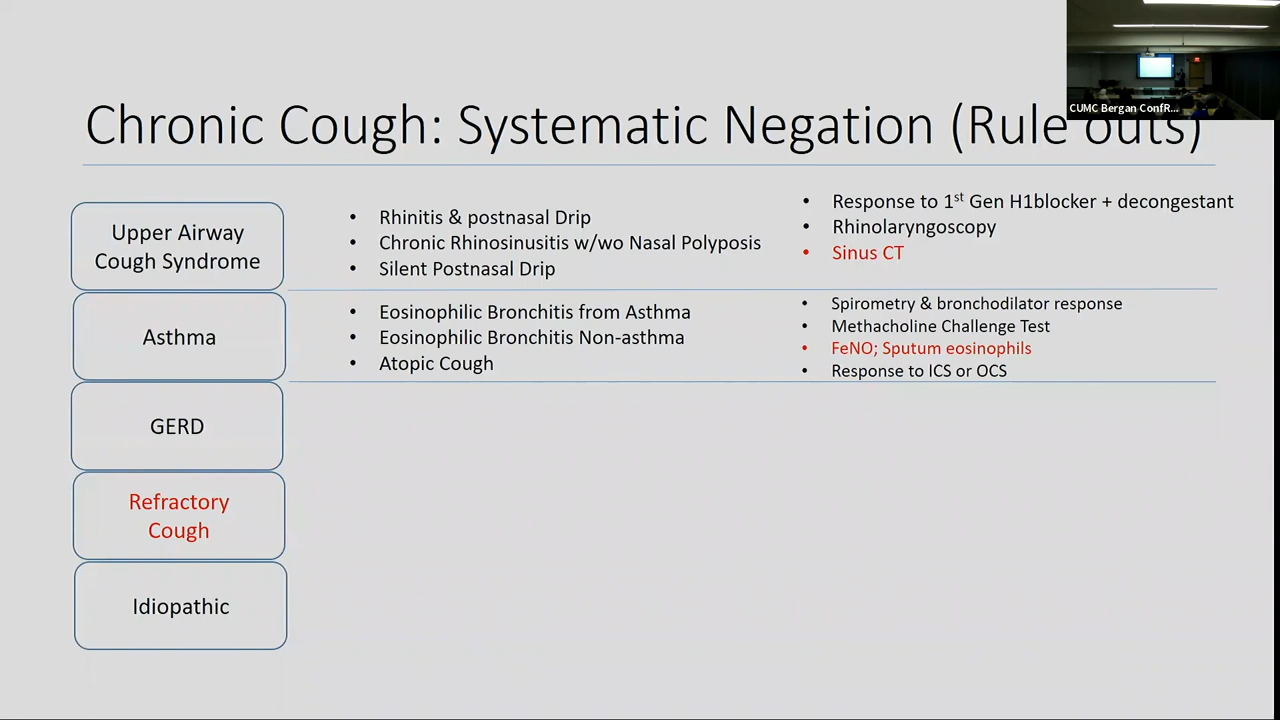 CUMC Bergan ConfR...
Chronic Cough: Systematic Negation (Rule outs)
Upper Airway
Cough Syndrome
• Rhinitis & postnasal Drip
• Chronic Rhinosinusitis w/wo Nasal Polyposis
• Silent Postnasal Drip
• Response to 1st Gen H1blocker + decongestant
• Rhinolaryngoscopy
• Sinus CT
Asthma
• Eosinophilic Bronchitis from Asthma
• Eosinophilic Bronchitis Non-asthma
• Atopic Cough
• Spirometry & bronchodilator response
• Methacholine Challenge Test
• FeNO; Sputum eosinophils
• Response to ICS or OCS
GERD
Refractory
Cough
Idiopathic